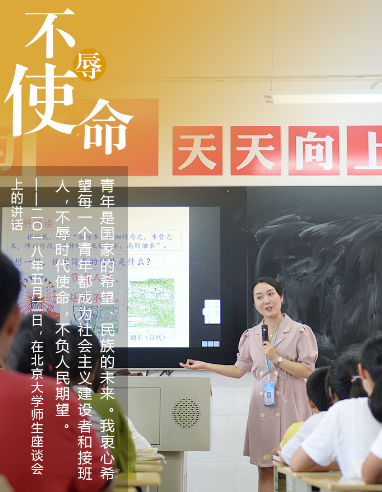 不辱使命
天天向上
青年是国家的希望 民族的未来。我衷心希
望每一个青年都成为社会主义建设者和接班
人，不辱时代使命，不负人民期望。
——二〇一八年五月二日，在北京大学师生座谈会
上的讲话
是什么？